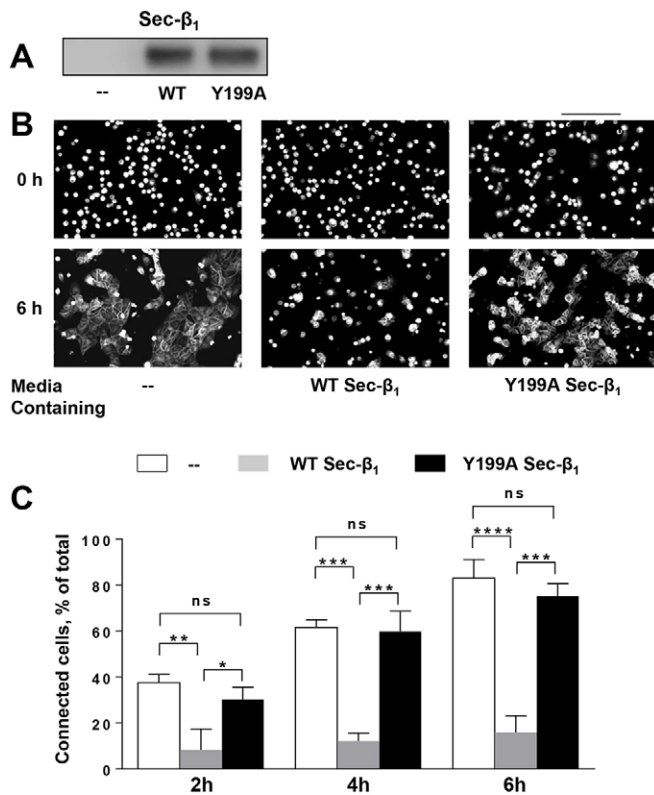 Sec-β₁
A
-- WT Y199A
B
0 h
6 h
Media Containing -- WT Sec-β₁ Y199A Sec-β₁
-- WT Sec-β₁ Y199A Sec-β₁
C
Connected cells, % of total
100
80
60
40
20
0
ns
**
*
ns
***
***
ns
****
***
2h 4h 6h